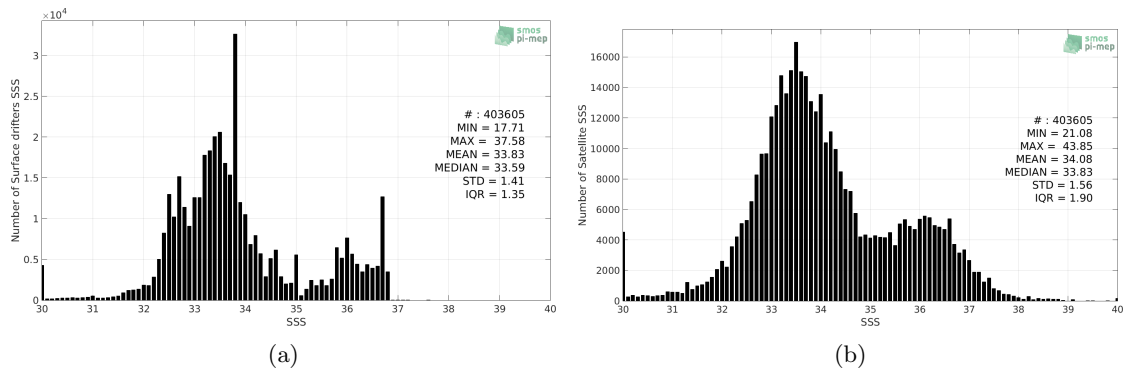 ×10⁴
smos
pi-mep
Number of Surface drifters SSS
3
2.5
2
1.5
1
0.5
0
# : 403605
MIN = 17.71
MAX = 37.58
MEAN = 33.83
MEDIAN = 33.59
STD = 1.41
IQR = 1.35
30 31 32 33 34 35 36 37 38 39 40
SSS
(a)
smos
pi-mep
Number of Satellite SSS
16000
14000
12000
10000
8000
6000
4000
2000
0
# : 403605
MIN = 21.08
MAX = 43.85
MEAN = 34.08
MEDIAN = 33.83
STD = 1.56
IQR = 1.90
30 31 32 33 34 35 36 37 38 39 40
SSS
(b)